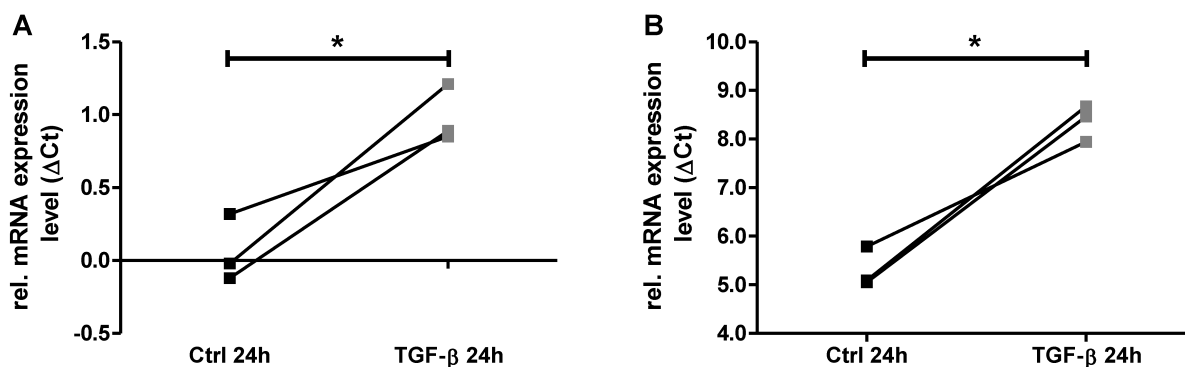 A
rel. mRNA expression
level (ΔCt)
1.5
1.0
0.5
0.0
-0.5
*
Ctrl 24h
TGF-β 24h
B
rel. mRNA expression
level (ΔCt)
10.0
9.0
8.0
7.0
6.0
5.0
4.0
*
Ctrl 24h
TGF-β 24h